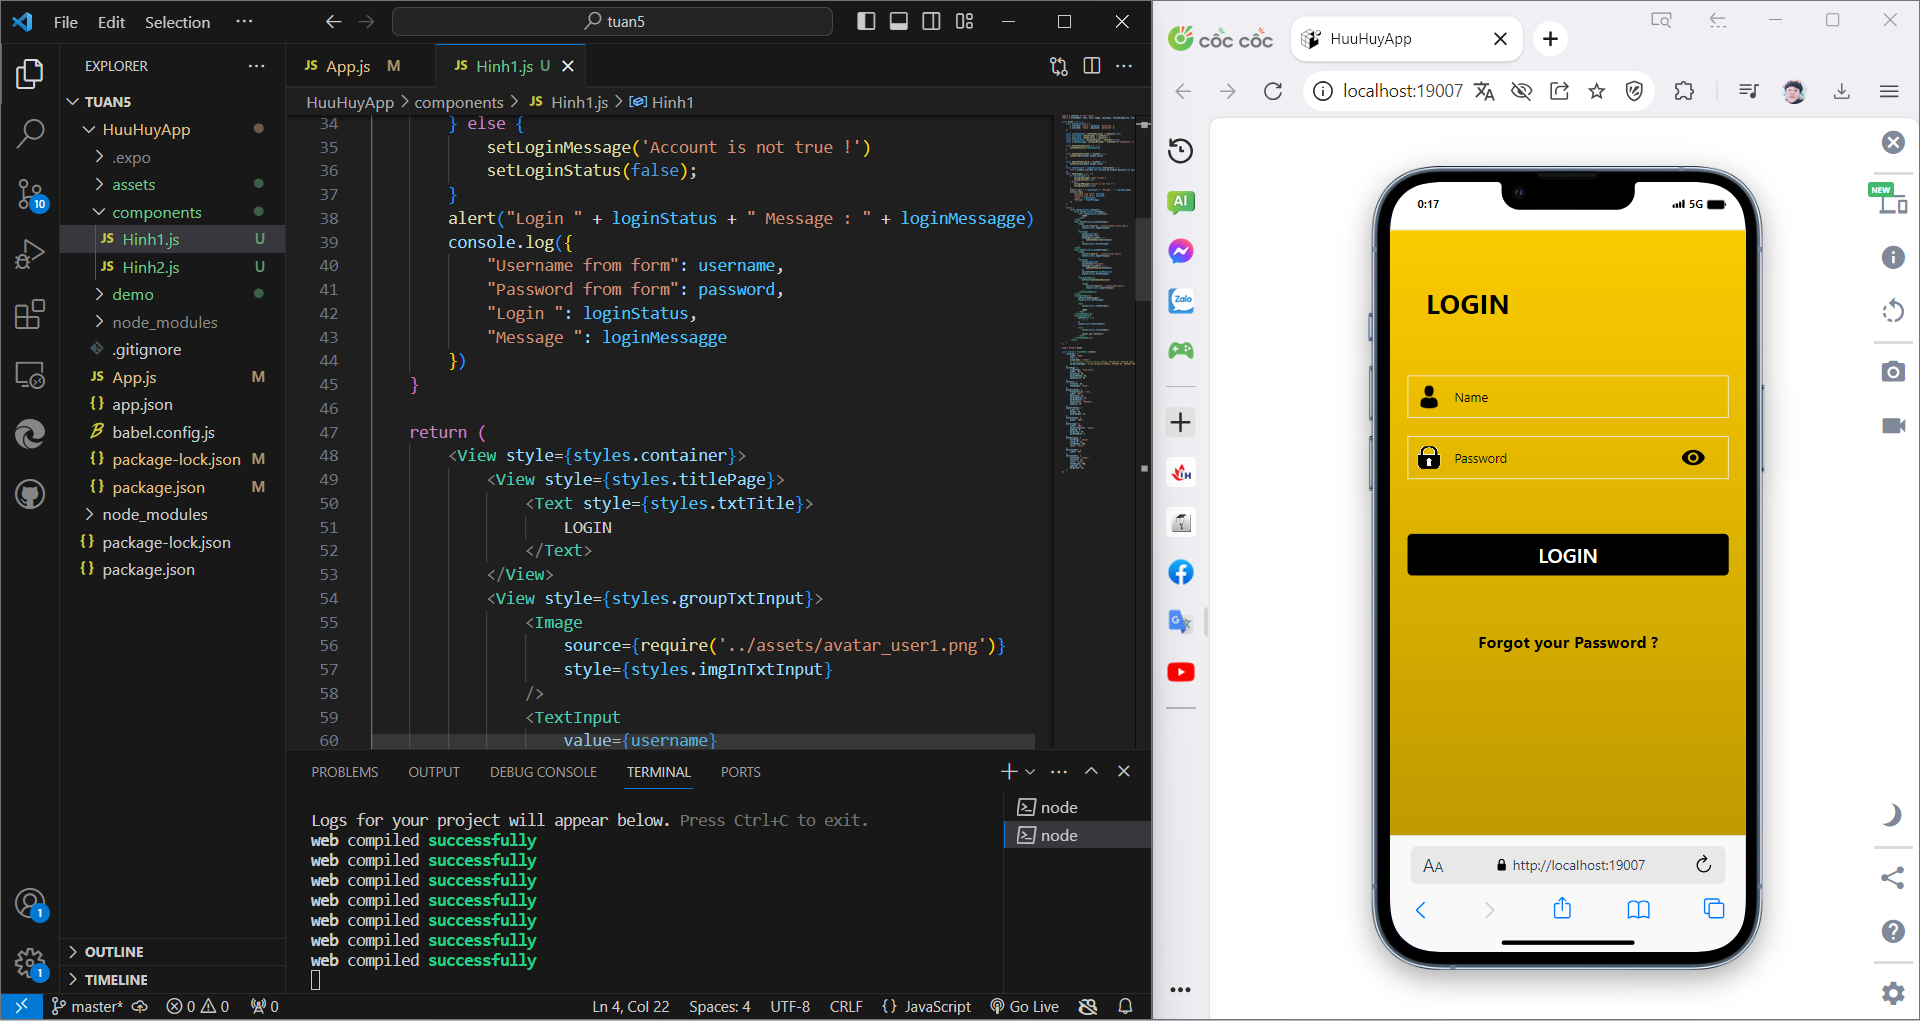 File Edit Selection ···
tuan5
EXPLORER
TUAN5
HuuHuyApp
.expo
assets
components
JS Hinh1.js U
JS Hinh2.js U
demo
node_modules
.gitignore
JS App.js M
{} app.json
babel.config.js
{} package-lock.json M
{} package.json M
node_modules
{} package-lock.json
{} package.json
OUTLINE
TIMELINE
10
1
1
JS App.js M
JS Hinh1.js U
HuuHuyApp > components > JS Hinh1.js > Hinh1
34 } else {
35 setLoginMessage('Account is not true !')
36 setLoginStatus(false);
37 }
38 alert("Login " + loginStatus + " Message : " + loginMessagge)
39 console.log({
40 "Username from form": username,
41 "Password from form": password,
42 "Login ": loginStatus,
43 "Message ": loginMessagge
44 })
45 }
46
47 return (
48 <View style={styles.container}>
49 <View style={styles.titlePage}>
50 <Text style={styles.txtTitle}>
51 LOGIN
52 </Text>
53 </View>
54 <View style={styles.groupTxtInput}>
55 <Image
56 source={require('../assets/avatar_user1.png')}
57 style={styles.imgInTxtInput}
58 />
59 <TextInput
60 value={username}
PROBLEMS OUTPUT DEBUG CONSOLE TERMINAL PORTS
Logs for your project will appear below. Press Ctrl+C to exit.
web compiled successfully
web compiled successfully
web compiled successfully
web compiled successfully
web compiled successfully
web compiled successfully
web compiled successfully
node
node
master* 0 0 0
Ln 4, Col 22 Spaces: 4 UTF-8 CRLF {} JavaScript Go Live
cốc cốc
HuuHuyApp
localhost:19007
AI
Zalo
IH
NEW
0:17
5G
LOGIN
Name
Password
LOGIN
Forgot your Password ?
AA http://localhost:19007